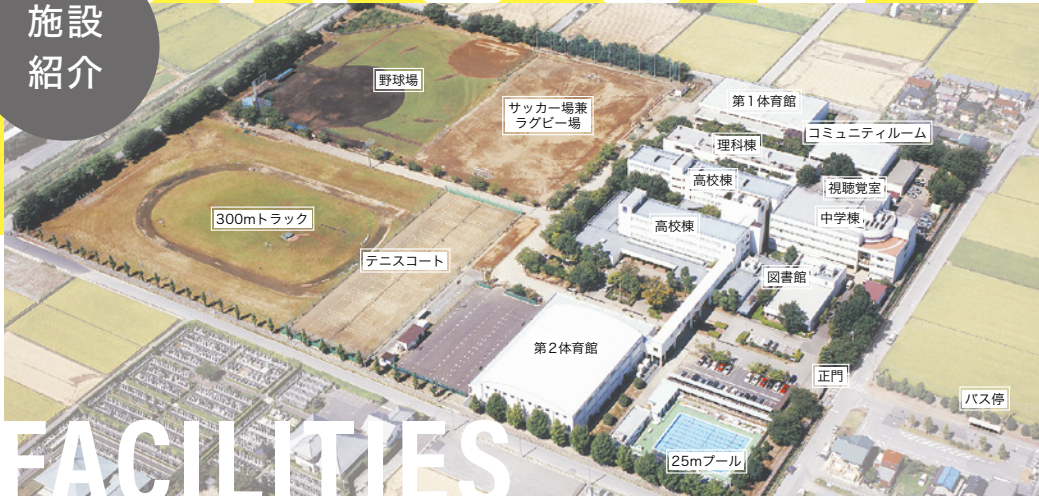 施設
紹介
野球場
サッカー場兼
ラグビー場
第1体育館
コミュニティルーム
理科棟
高校棟
視聴覚室
中学棟
高校棟
300mトラック
テニスコート
図書館
第2体育館
正門
バス停
25mプール
FACILITIES